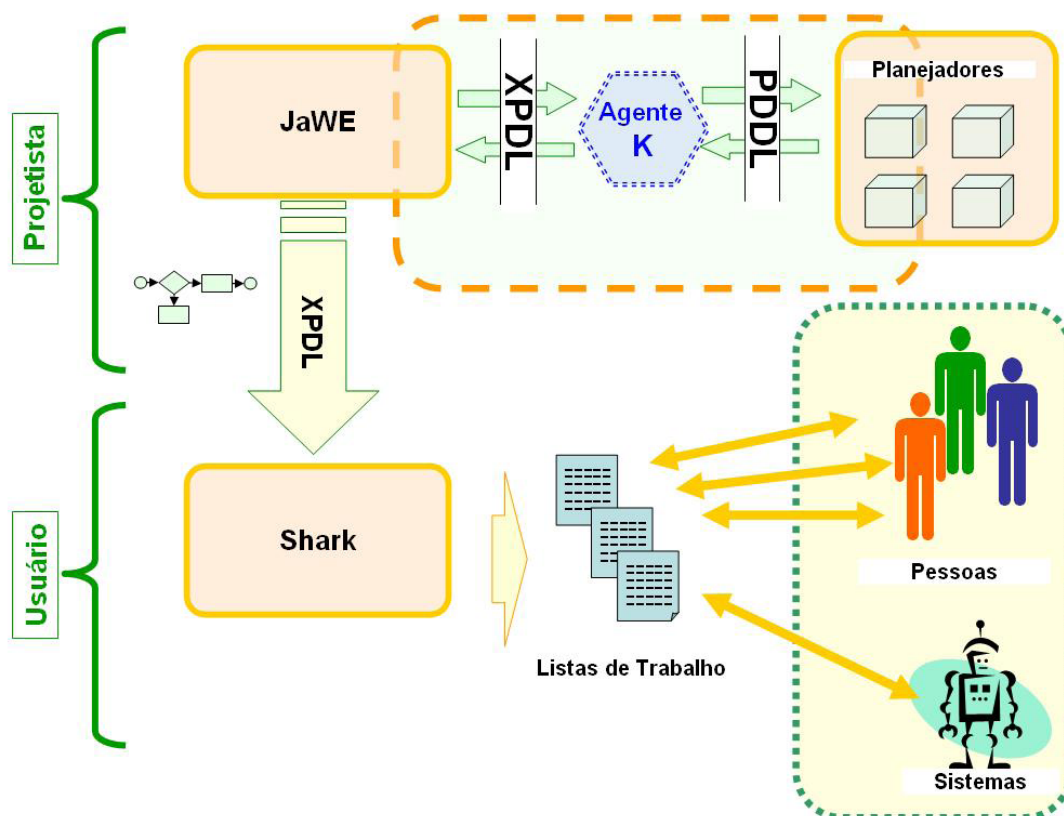 Projetista
JaWE
XPDL
Agente
K
PDDL
Planejadores
XPDL
Usuário
Shark
Listas de Trabalho
Pessoas
Sistemas